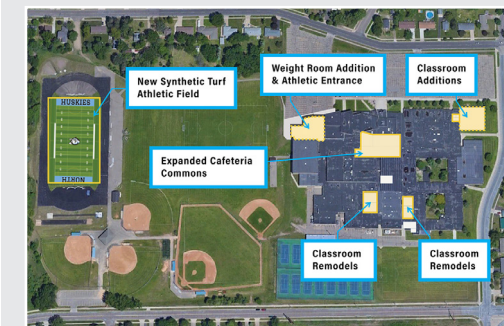 New Synthetic Turf
Athletic Field
Weight Room Addition
& Athletic Entrance
Classroom
Additions
HUSKIES
Expanded Cafeteria
Commons
NORTH
Classroom
Remodels
Classroom
Remodels